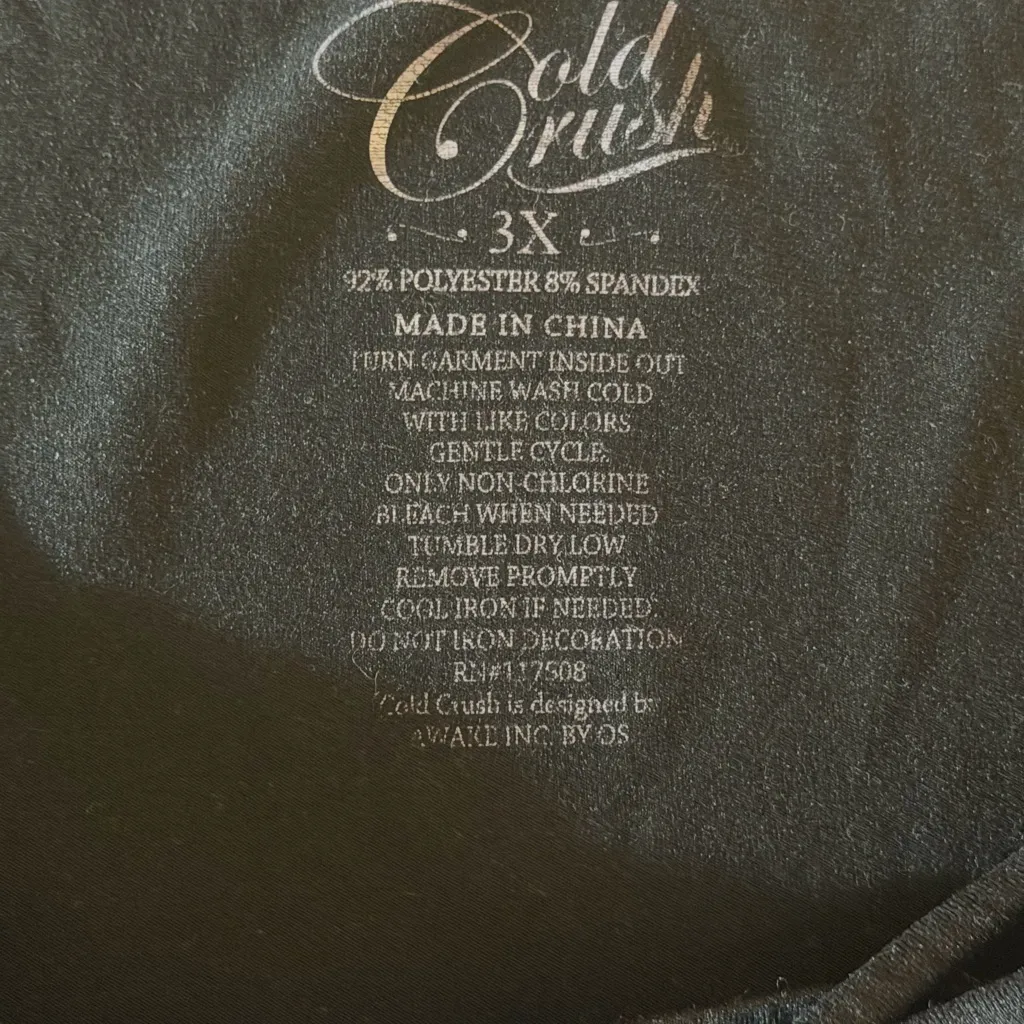 Cold
Crush
3X
92% POLYESTER 8% SPANDEX
MADE IN CHINA
TURN GARMENT INSIDE OUT
MACHINE WASH COLD
WITH LIKE COLORS
GENTLE CYCLE
ONLY NON-CHLORINE
BLEACH WHEN NEEDED
TUMBLE DRY LOW
REMOVE PROMPTLY
COOL IRON IF NEEDED
DO NOT IRON DECORATION
RN#117508
Cold Crush is designed by
AWAKE INC. BY OS